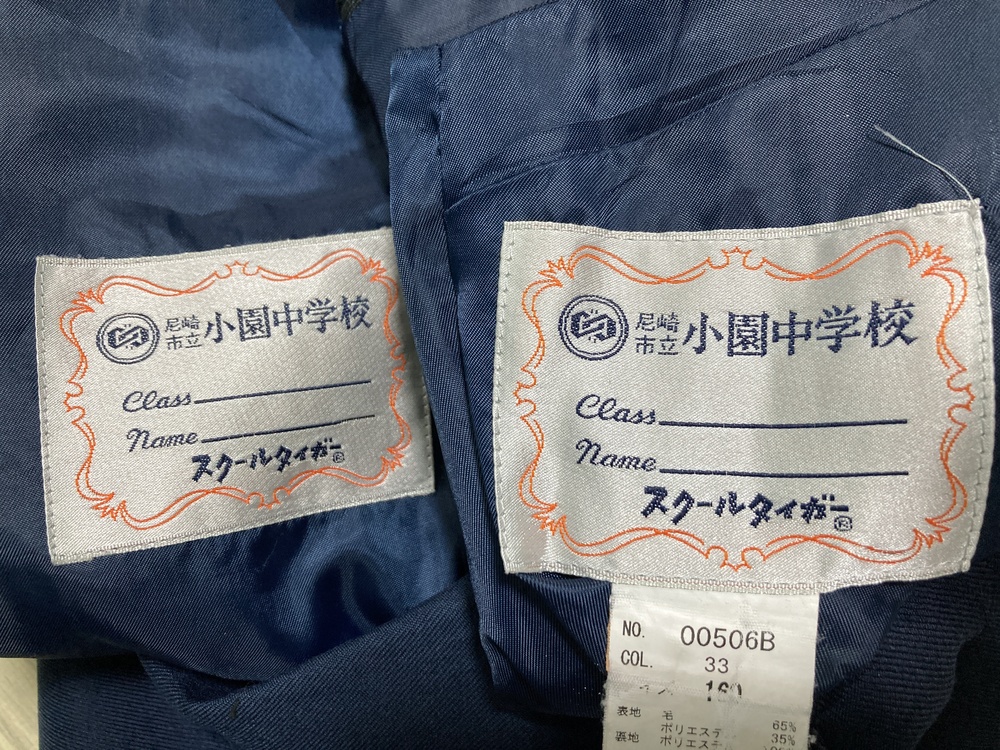 尼崎市立 小園中学校
Class
Name
スクールタイガー®
尼崎市立 小園中学校
Class
Name
スクールタイガー®
NO. 00506B
COL. 33
160
表地 毛 65%
ポリエステ 35%
裏地 ポリエステ